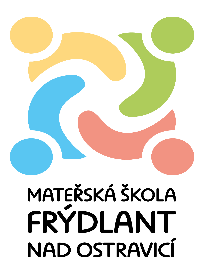 MATEŘSKÁ ŠKOLA
FRÝDLANT
NAD OSTRAVICÍ